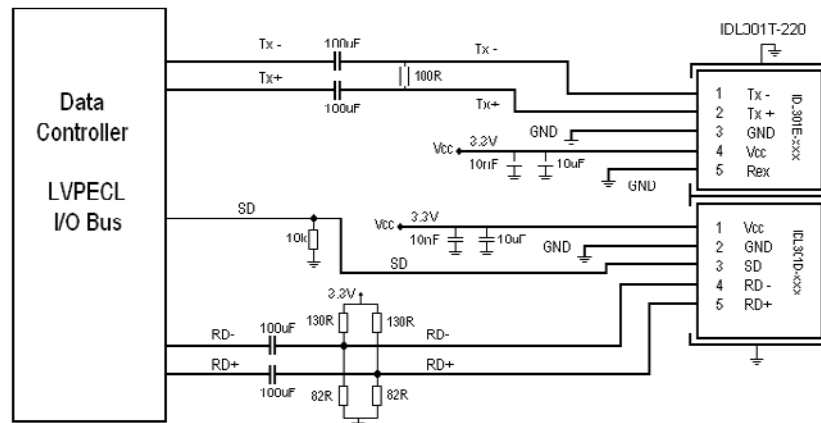 IDL301T-220
Tx -
100uF
Tx -
Tx+
100uF
100R
Tx+
Data
Controller
LVPECL
I/O Bus
1 Tx -
2 Tx +
3 GND
4 Vcc
5 Rex
GND
Vcc
3.3V
10nF
10uF
GND
SD
10k
Vcc
3.3V
10nF
10uF
GND
SD
1 Vcc
2 GND
3 SD
4 RD -
5 RD+
3.3V
130R
130R
RD-
100uF
RD-
RD+
100uF
RD+
82R
82R